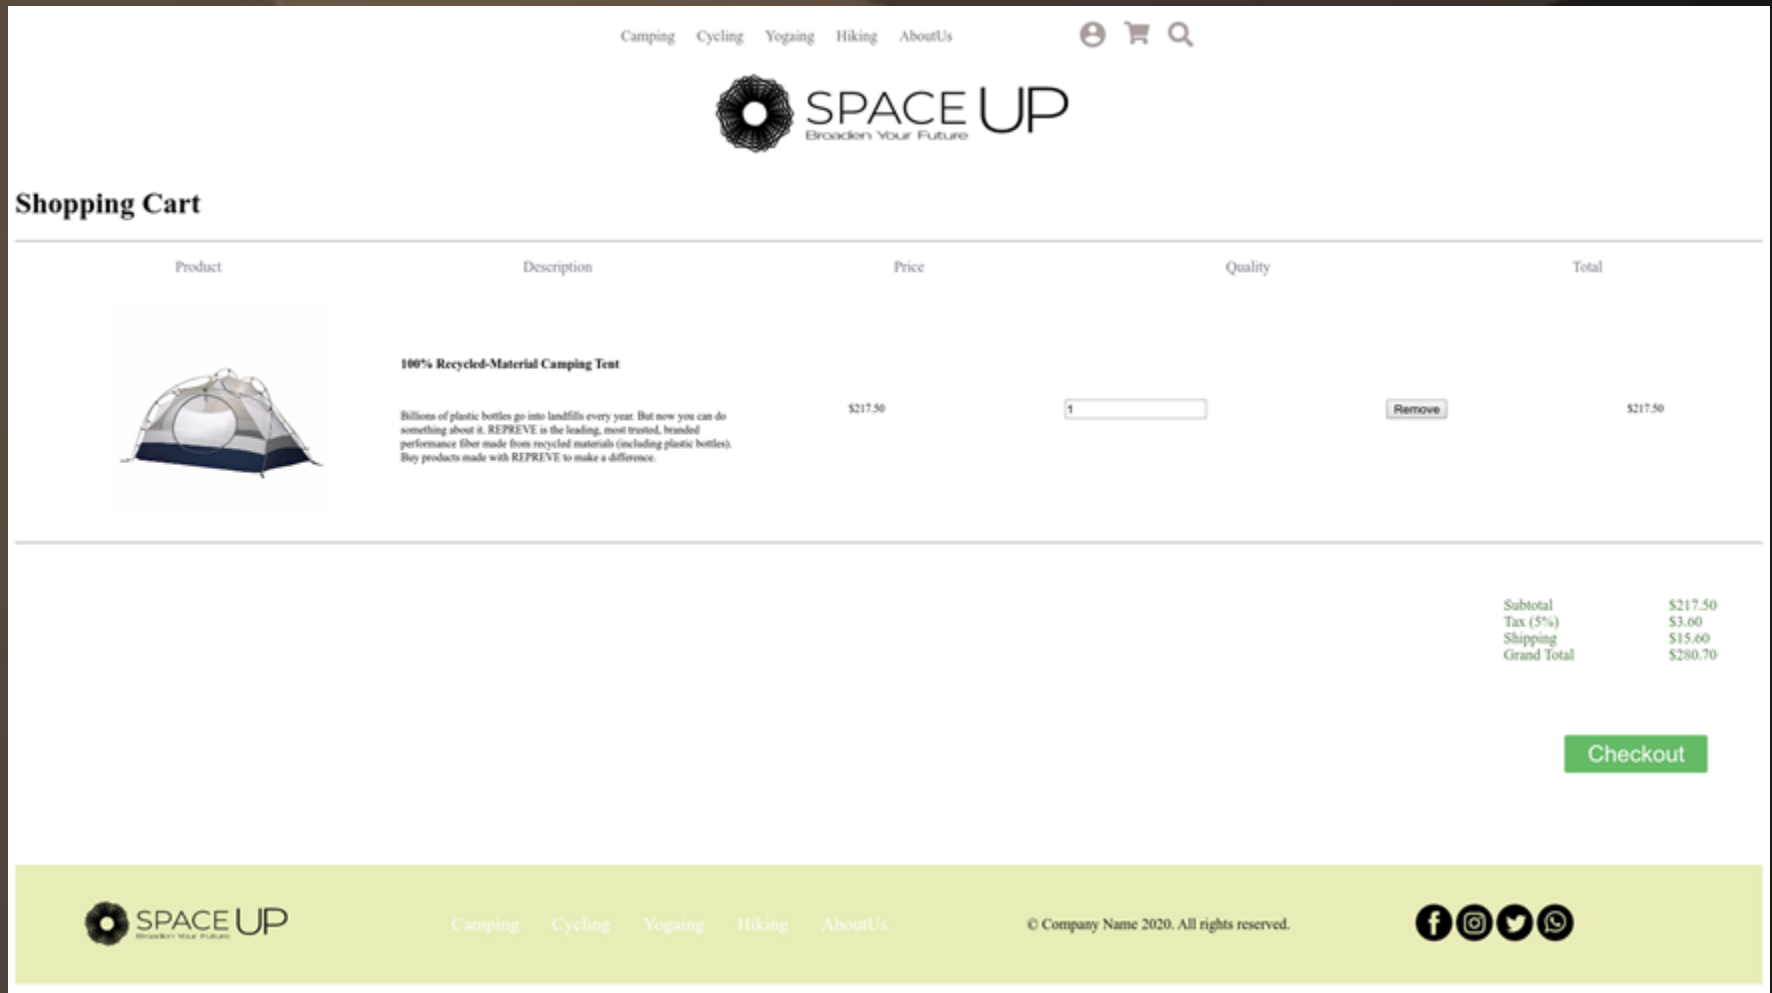 Camping Cycling Yogaing Hiking AboutUs
SPACE UP
Broaden Your Future
Shopping Cart
Product Description Price Quality Total
100% Recycled-Material Camping Tent
Billions of plastic bottles go into landfills every year. But now you can do
something about it. REPREVE is the leading, most trusted, branded
performance fiber made from recycled materials (including plastic bottles).
Buy products made with REPREVE to make a difference.
$217.50 1 Remove $217.50
Subtotal $217.50
Tax (5%) $3.60
Shipping $15.60
Grand Total $280.70
Checkout
SPACE UP
Broaden Your Future
Camping Cycling Yogaing Hiking AboutUs
© Company Name 2020. All rights reserved.